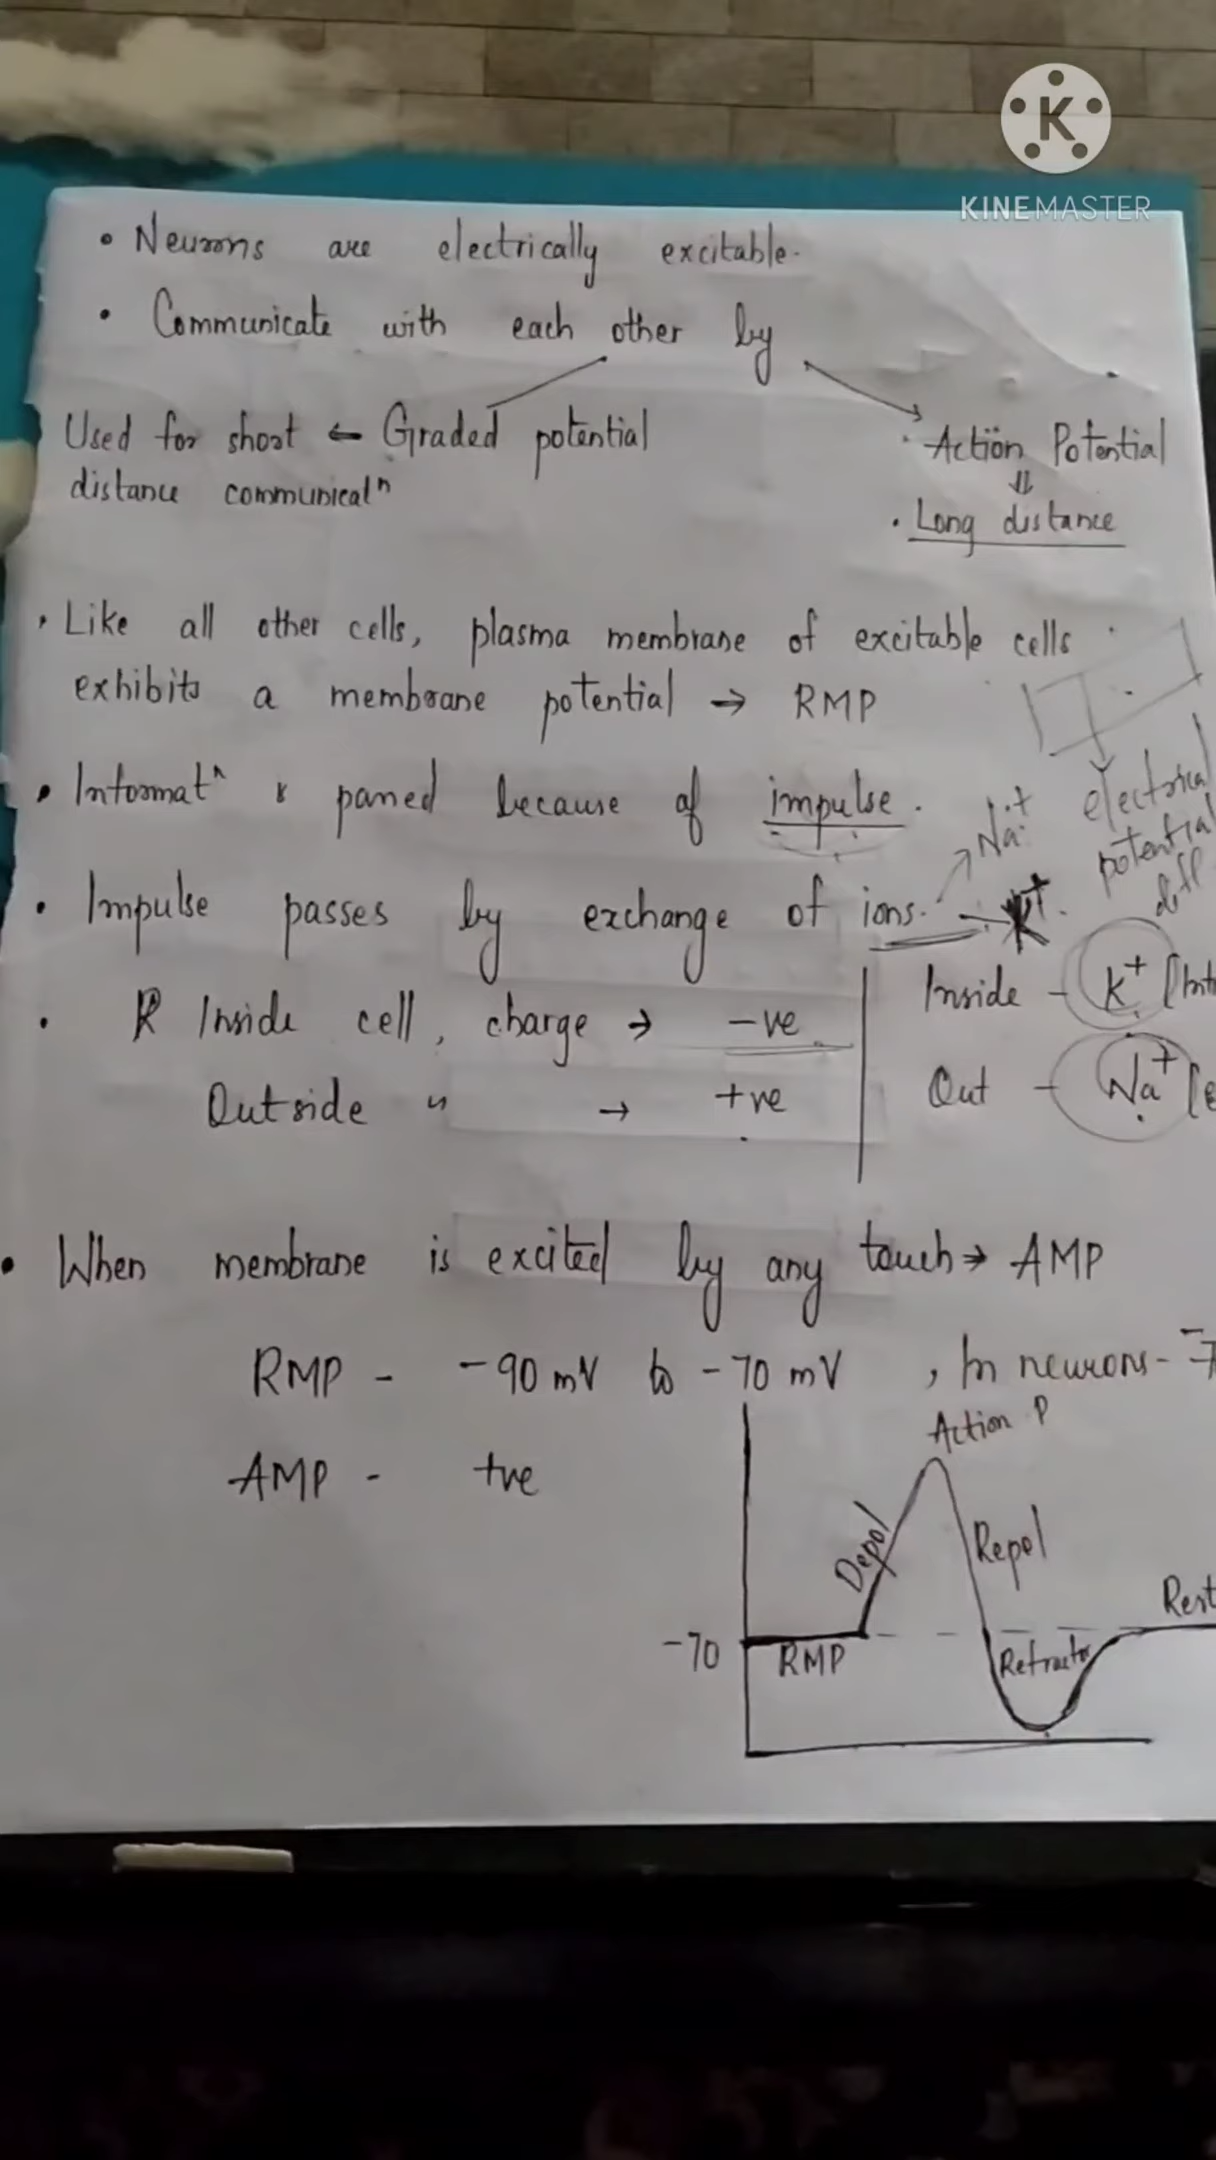 K
KINEMASTER
• Neurons are electrically excitable.
• Communicate with each other by
Used for short ← Graded potential
distance communicatⁿ
Action Potential
⇓
• Long distance
• Like all other cells, plasma membrane of excitable cells
exhibits a membrane potential → RMP
electrical
potential
diff
• Informatⁿ is passed because of impulse.
• Impulse passes by exchange of ions.
Na+
K+
• R Inside cell, charge → -ve
Outside " → +ve
Inside - K+
Out - Na+
• When membrane is excited by any touch → AMP
RMP - -90 mV to -70 mV , In neurons -
AMP - +ve
Action P
Depol
Repol
-70
RMP
Refractor
Rest